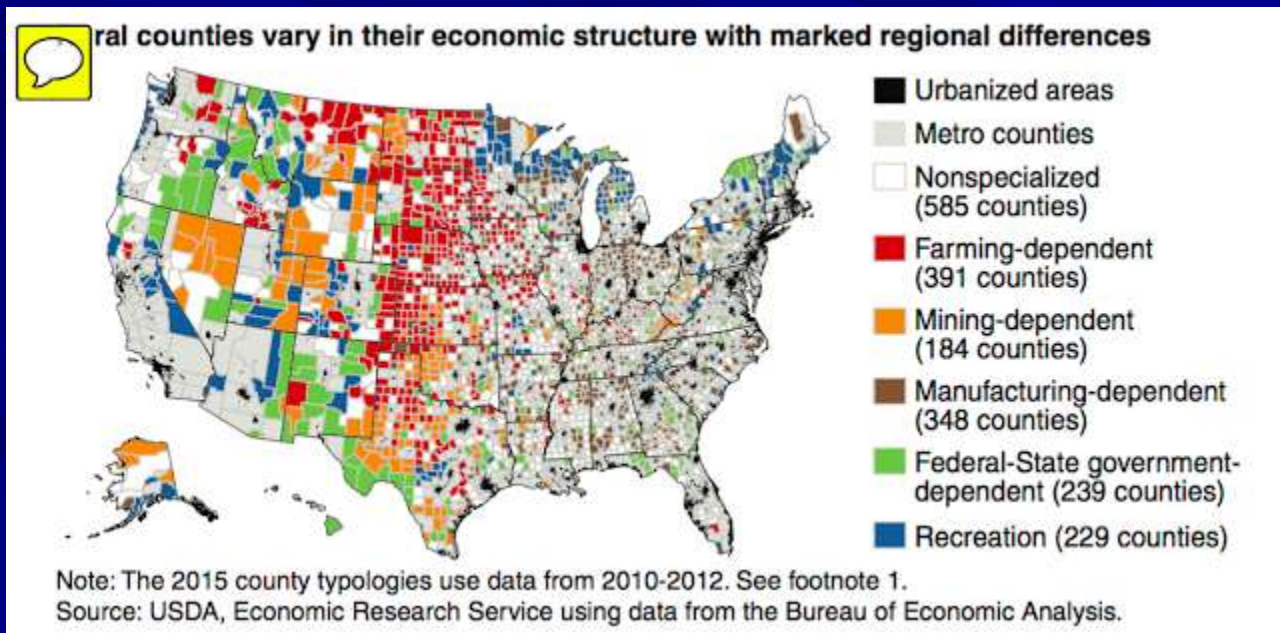 ral counties vary in their economic structure with marked regional differences
Urbanized areas
Metro counties
Nonspecialized
(585 counties)
Farming-dependent
(391 counties)
Mining-dependent
(184 counties)
Manufacturing-dependent
(348 counties)
Federal-State government-
dependent (239 counties)
Recreation (229 counties)
Note: The 2015 county typologies use data from 2010-2012. See footnote 1.
Source: USDA, Economic Research Service using data from the Bureau of Economic Analysis.